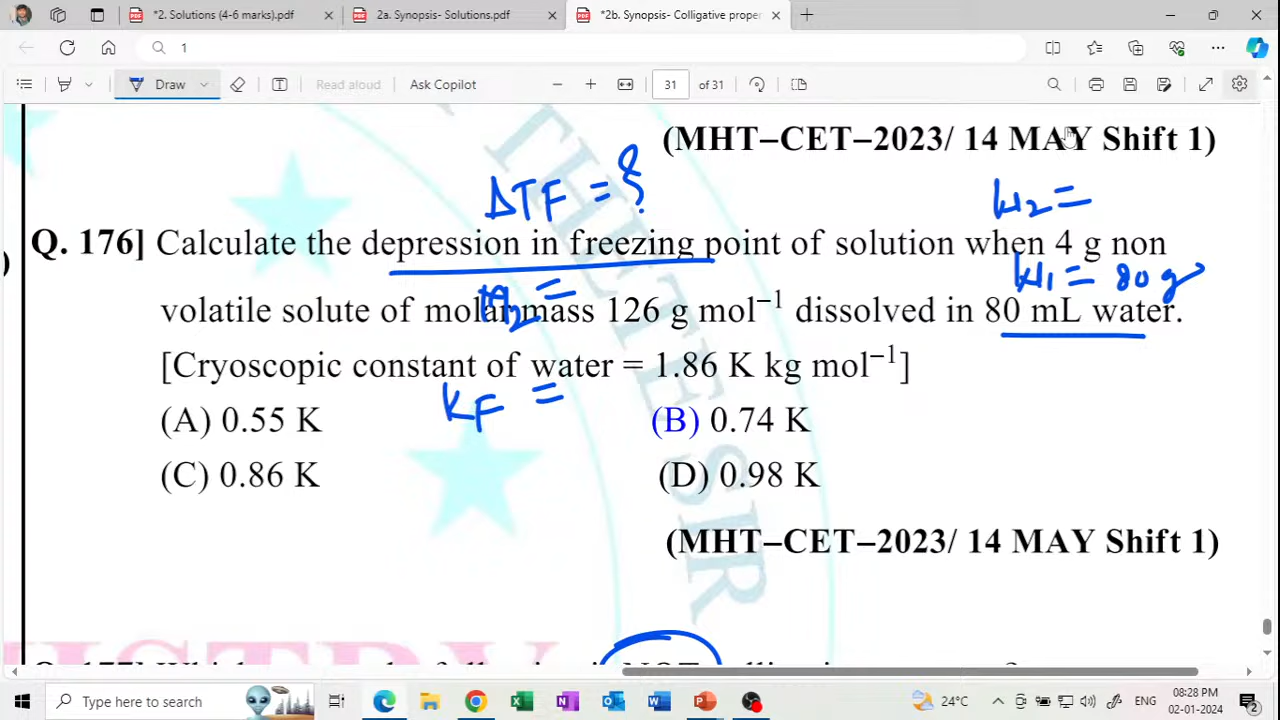 *2. Solutions (4-6 marks).pdf
2a. Synopsis- Solutions.pdf
*2b. Synopsis- Colligative proper
1
Draw
Read aloud
Ask Copilot
31 of 31
(MHT–CET–2023/ 14 MAY Shift 1)
ΔTF = ?
W2 =
Q. 176] Calculate the depression in freezing point of solution when 4 g non
W1 = 80 g
M2 =
volatile solute of molar mass 126 g mol⁻¹ dissolved in 80 mL water.
[Cryoscopic constant of water = 1.86 K kg mol⁻¹]
KF =
(A) 0.55 K (B) 0.74 K
(C) 0.86 K (D) 0.98 K
(MHT–CET–2023/ 14 MAY Shift 1)
Type here to search
24°C
ENG
08:28 PM
02-01-2024
2